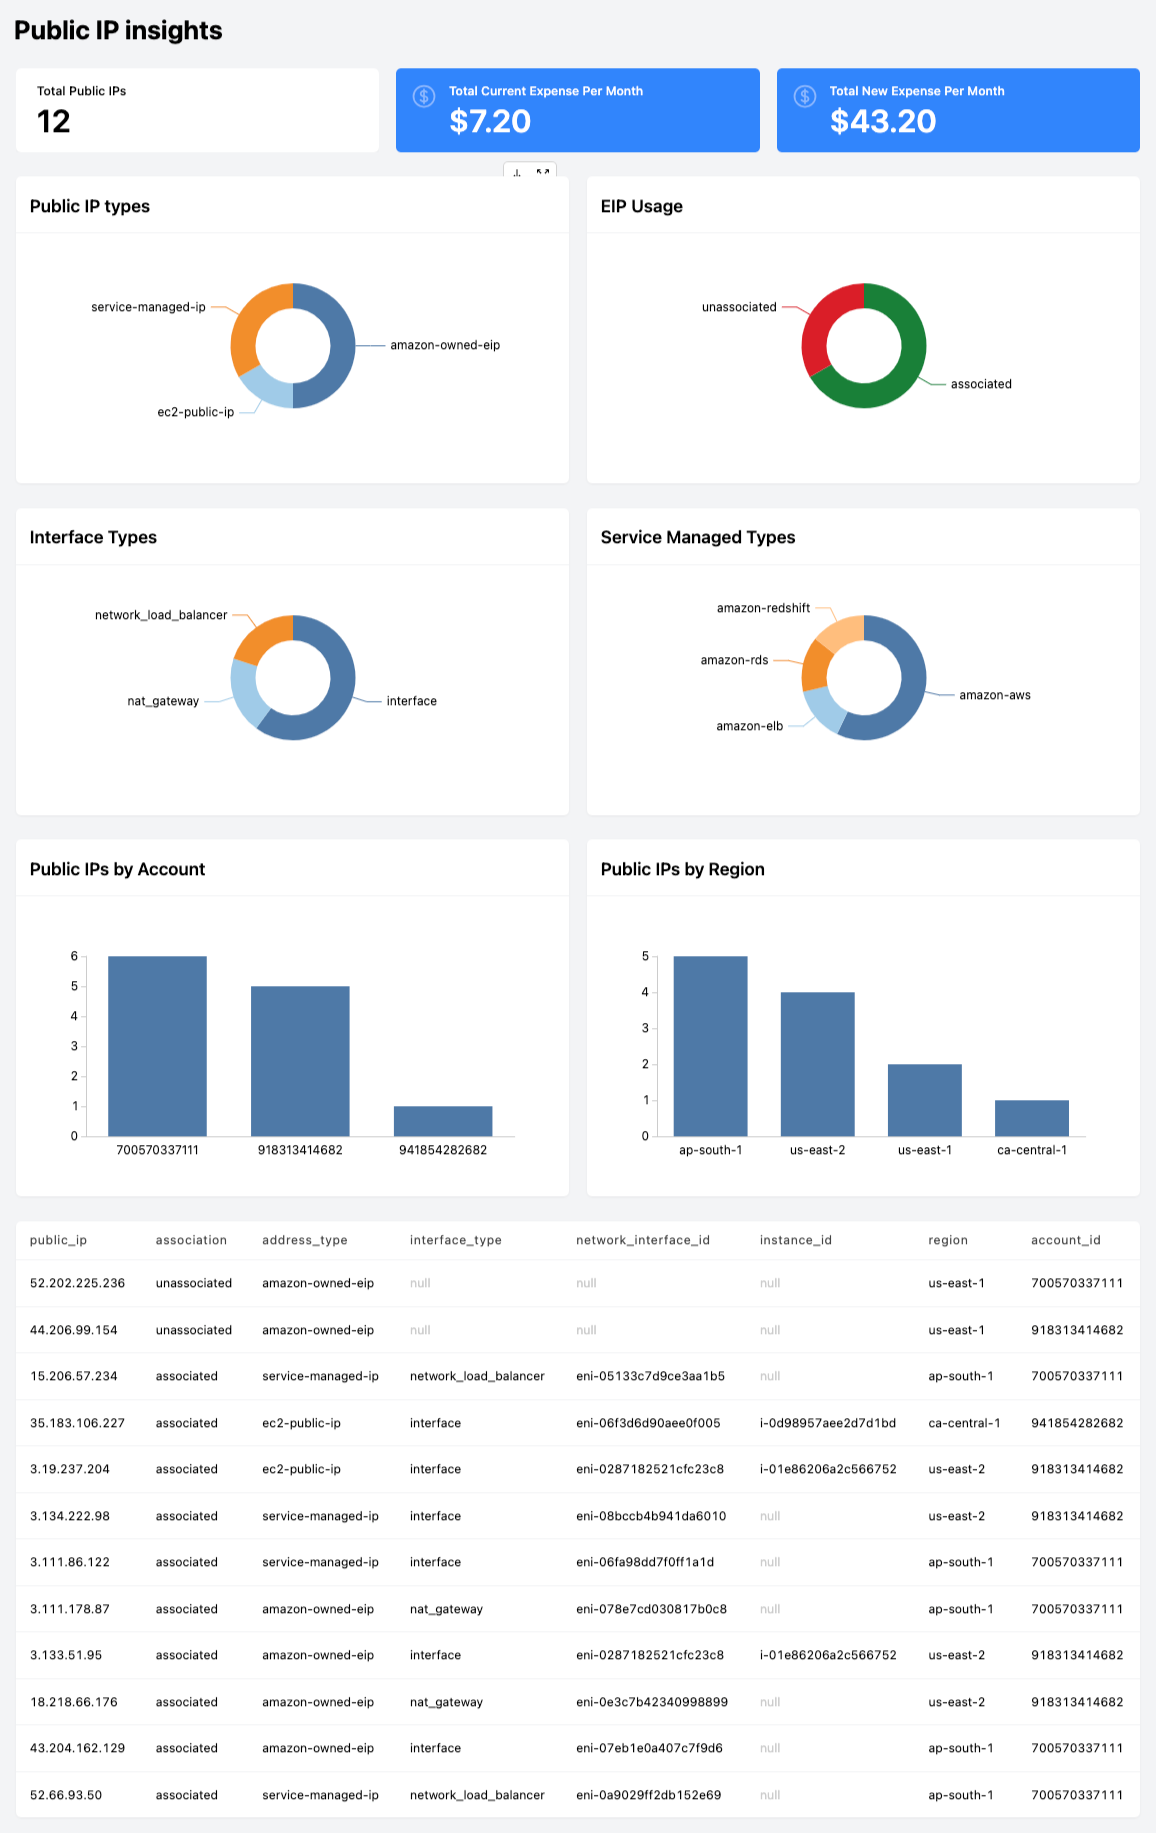 Public IP insights
Total Public IPs
12
Total Current Expense Per Month
$7.20
Total New Expense Per Month
$43.20
Public IP types
service-managed-ip
amazon-owned-eip
ec2-public-ip
EIP Usage
unassociated
associated
Interface Types
network_load_balancer
nat_gateway
interface
Service Managed Types
amazon-redshift
amazon-rds
amazon-aws
amazon-elb
Public IPs by Account
6
5
4
3
2
1
0
700570337111 918313414682 941854282682
Public IPs by Region
5
4
3
2
1
0
ap-south-1 us-east-2 us-east-1 ca-central-1
public_ip association address_type interface_type network_interface_id instance_id region account_id
52.202.225.236 unassociated amazon-owned-eip null null null us-east-1 700570337111
44.206.99.154 unassociated amazon-owned-eip null null null us-east-1 918313414682
15.206.57.234 associated service-managed-ip network_load_balancer eni-05133c7d9ce3aa1b5 null ap-south-1 700570337111
35.183.106.227 associated ec2-public-ip interface eni-06f3d6d90aee0f005 i-0d98957aee2d7d1bd ca-central-1 941854282682
3.19.237.204 associated ec2-public-ip interface eni-0287182521cfc23c8 i-01e86206a2c566752 us-east-2 918313414682
3.134.222.98 associated service-managed-ip interface eni-08bccb4b941da6010 null us-east-2 918313414682
3.111.86.122 associated service-managed-ip interface eni-06fa98dd7f0ff1a1d null ap-south-1 700570337111
3.111.178.87 associated amazon-owned-eip nat_gateway eni-078e7cd030817b0c8 null ap-south-1 700570337111
3.133.51.95 associated amazon-owned-eip interface eni-0287182521cfc23c8 i-01e86206a2c566752 us-east-2 918313414682
18.218.66.176 associated amazon-owned-eip nat_gateway eni-0e3c7b42340998899 null us-east-2 918313414682
43.204.162.129 associated amazon-owned-eip interface eni-07eb1e0a407c7f9d6 null ap-south-1 700570337111
52.66.93.50 associated service-managed-ip network_load_balancer eni-0a9029ff2db152e69 null ap-south-1 700570337111